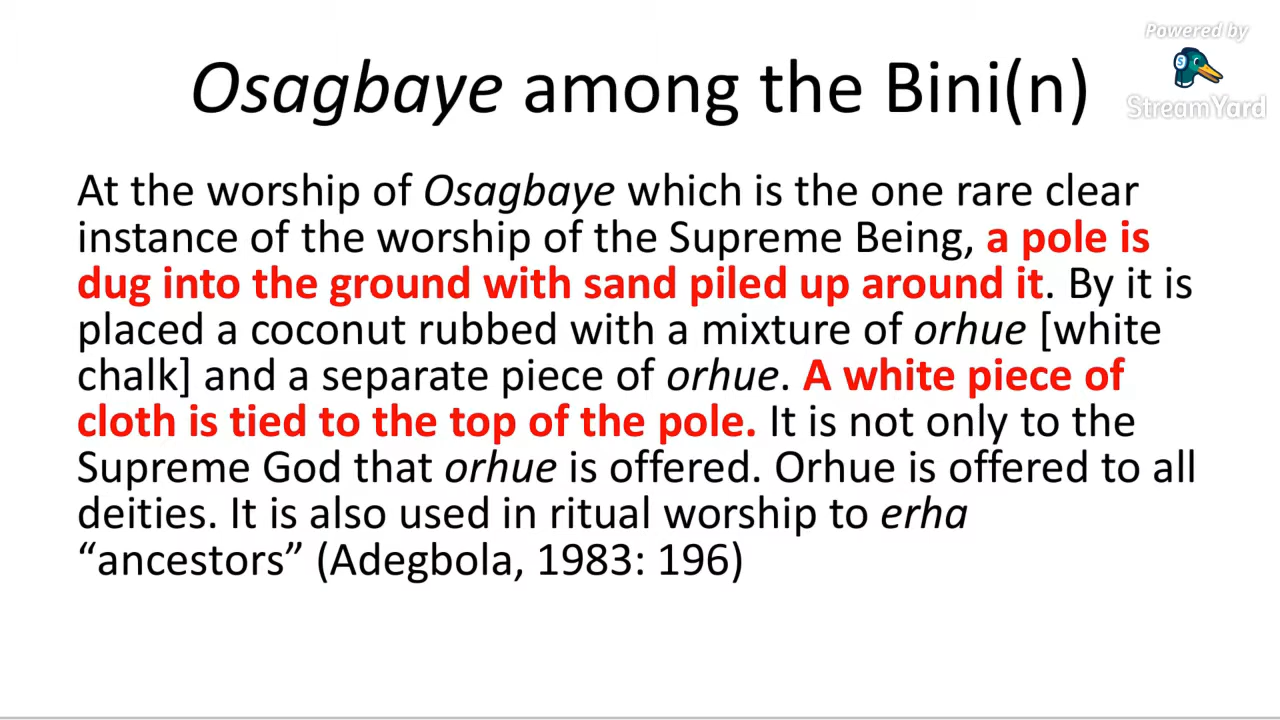 Powered by
StreamYard
Osagbaye among the Bini(n)
At the worship of Osagbaye which is the one rare clear
instance of the worship of the Supreme Being, a pole is
dug into the ground with sand piled up around it. By it is
placed a coconut rubbed with a mixture of orhue [white
chalk] and a separate piece of orhue. A white piece of
cloth is tied to the top of the pole. It is not only to the
Supreme God that orhue is offered. Orhue is offered to all
deities. It is also used in ritual worship to erha
“ancestors” (Adegbola, 1983: 196)